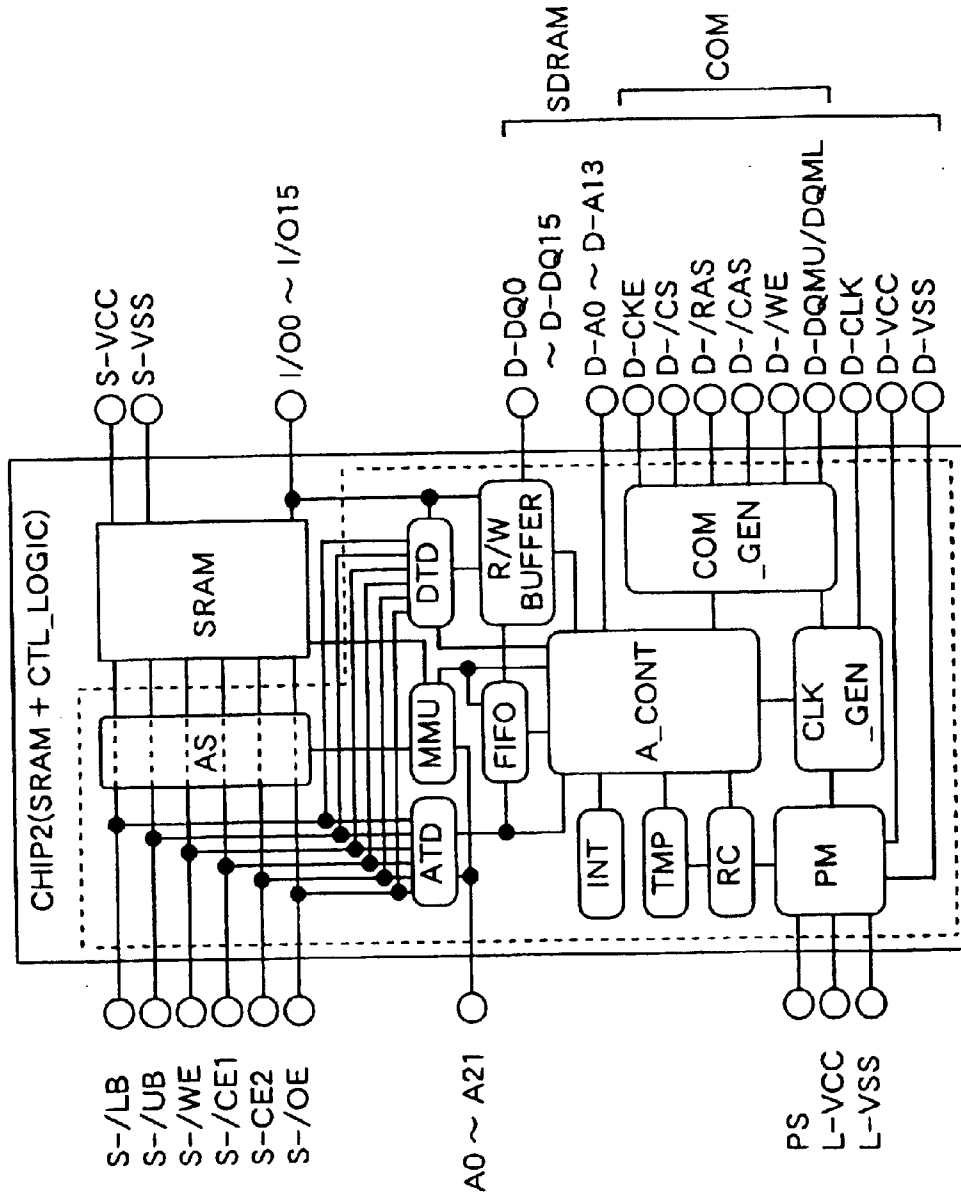 CHIP2(SRAM + CTL_LOGIC)
S-/LB
S-/UB
S-/WE
S-/CE1
S-CE2
S-/OE
A0 ~ A21
PS
L-VCC
L-VSS
AS
SRAM
ATD
MMU
DTD
FIFO
R/W
BUFFER
INT
TMP
RC
A_CONT
COM
_GEN
PM
CLK
_GEN
S-VCC
S-VSS
I/O0 ~ I/O15
D-DQ0
~ D-DQ15
D-A0 ~ D-A13
D-CKE
D-/CS
D-/RAS
D-/CAS
D-/WE
D-DQMU/DQML
D-CLK
D-VCC
D-VSS
SDRAM
COM